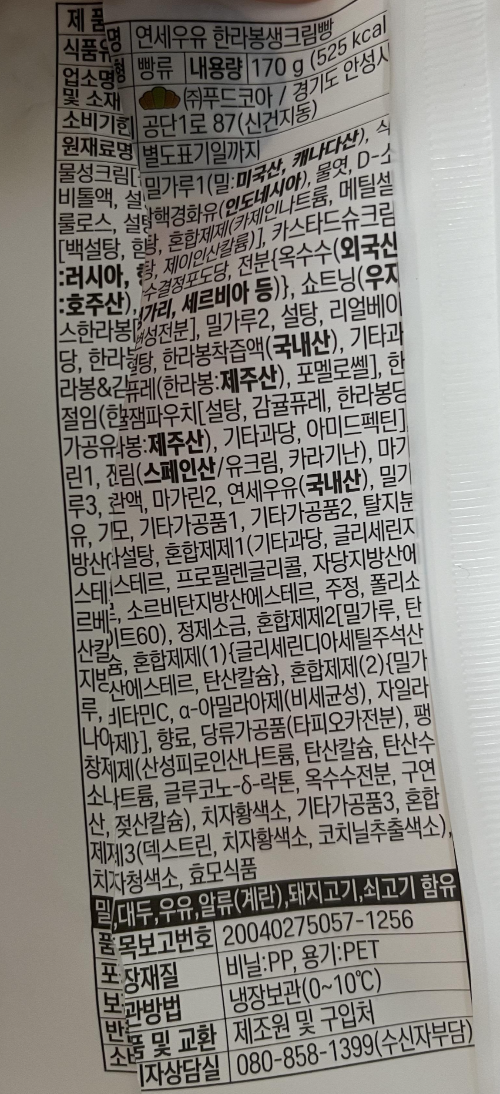 제품명 연세우유 한라봉생크림빵
식품유형 빵류 내용량 170 g (525 kcal
업소명 ㈜푸드코아 / 경기도 안성시
및 소재 공단1로 87(신건지동)
소비기한 별도표기일까지
원재료명 밀가루1(밀:미국산, 캐나다산), 식
물성크림[ 핵경화유(인도네시아), 물엿, D-소
비톨액, 설탕, 혼합제제(카제인나트륨, 메틸셀
룰로스, 설탕, 제이인산칼륨)], 카스타드슈크림
[백설탕, 수결정포도당, 전분{옥수수(외국산
:러시아, 가리, 세르비아 등)}, 쇼트닝(우지
:호주산), 성전분], 밀가루2, 설탕, 리얼베이
스한라봉[설탕, 한라봉착즙액(국내산), 기타과
당, 한라 퓨레(한라봉:제주산), 포멜로쎌], 한
라봉&감귤잼파우치[설탕, 감귤퓨레, 한라봉당
절임(한라봉:제주산), 기타과당, 아미드펙틴]
가공유 림(스페인산/유크림, 카라기난), 마가
린1, 전란액, 마가린2, 연세우유(국내산), 밀가
루3, 모, 기타가공품1, 기타가공품2, 탈지분
유, 기 설탕, 혼합제제1(기타과당, 글리세린지
방산에스테르, 프로필렌글리콜, 자당지방산에
스테르, 소르비탄지방산에스테르, 주정, 폴리소
르베이트60), 정제소금, 혼합제제2[밀가루, 탄
산칼슘, 혼합제제(1){글리세린디아세틸주석산
지방산에스테르, 탄산칼슘}, 혼합제제(2){밀가
루, 비타민C, α-아밀라아제(비세균성), 자일라
나아제}], 향료, 당류가공품(타피오카전분), 팽
창제제(산성피로인산나트륨, 탄산칼슘, 탄산수
소나트륨, 글루코노-δ-락톤, 옥수수전분, 구연
산, 젖산칼슘), 치자황색소, 기타가공품3, 혼합
제제3(덱스트린, 치자황색소, 코치닐추출색소),
치자청색소, 효모식품
밀,대두,우유,알류(계란),돼지고기,쇠고기 함유
품목보고번호 20040275057-1256
포장재질 비닐:PP, 용기:PET
보관방법 냉장보관(0~10℃)
반품 및 교환 제조원 및 구입처
소비자상담실 080-858-1399(수신자부담)